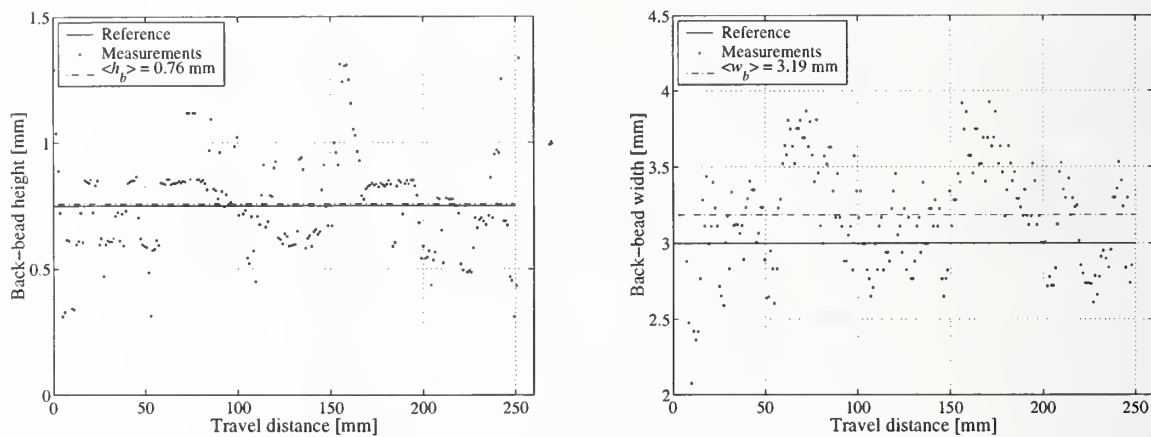 1.5
1
0.5
0
Back-bead height [mm]
Reference
Measurements
<h_b> = 0.76 mm
0 50 100 150 200 250
Travel distance [mm]
4.5
4
3.5
3
2.5
2
Back-bead width [mm]
Reference
Measurements
<w_b> = 3.19 mm
0 50 100 150 200 250
Travel distance [mm]